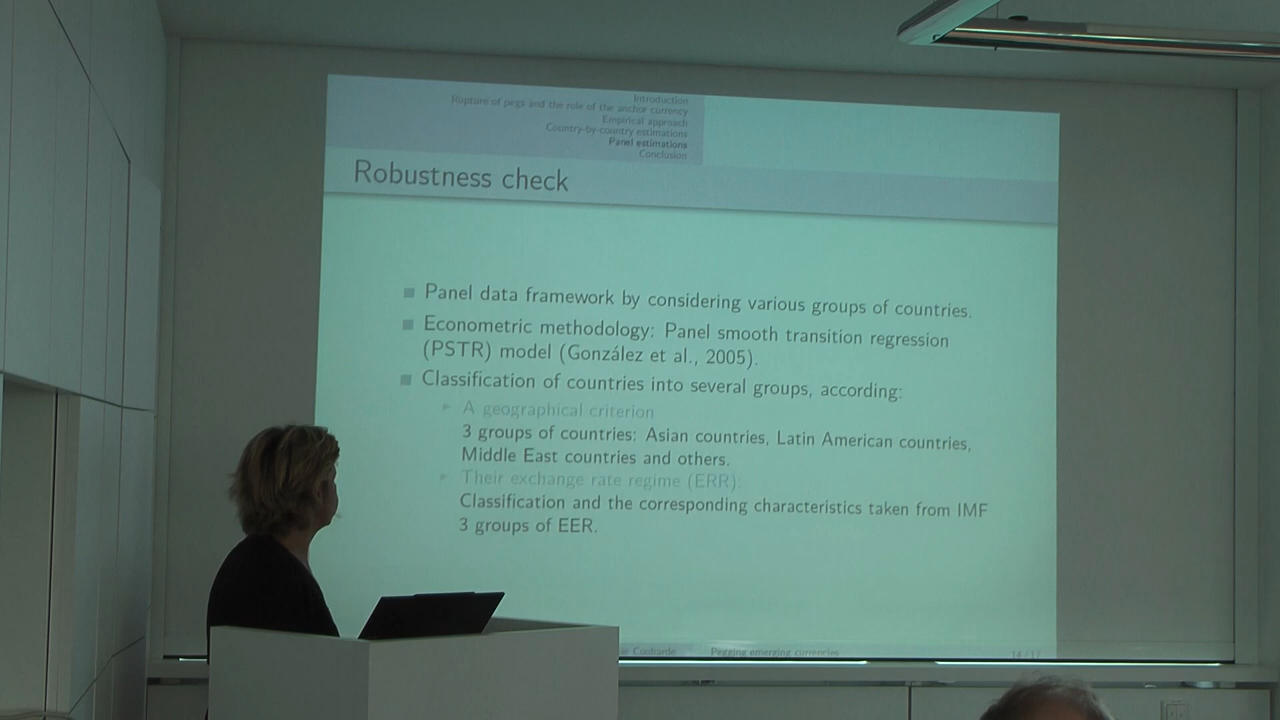 Introduction
Rupture of pegs and the role of the anchor currency
Empirical approach
Country-by-country estimations
Panel estimations
Conclusion
Robustness check
Panel data framework by considering various groups of countries.
Econometric methodology: Panel smooth transition regression
(PSTR) model (González et al., 2005).
Classification of countries into several groups, according:
A geographical criterion
3 groups of countries: Asian countries, Latin American countries,
Middle East countries and others.
Their exchange rate regime (ERR):
Classification and the corresponding characteristics taken from IMF
3 groups of EER.
Coubarde Pegging emerging currencies 14 / 17